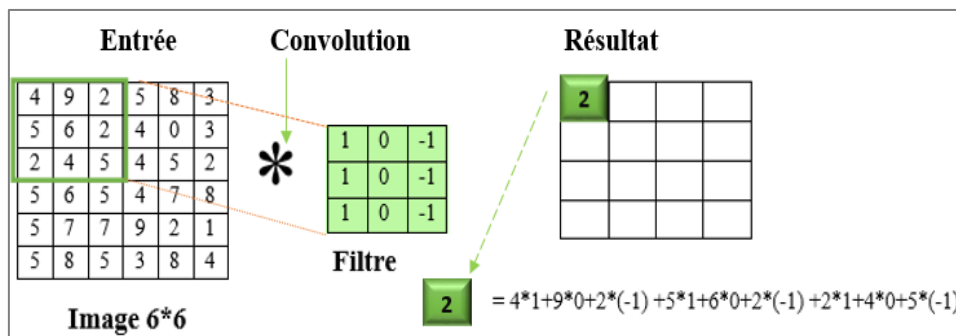 Entrée Convolution Résultat
4 9 2 5 8 3
5 6 2 4 0 3
2 4 5 4 5 2
5 6 5 4 7 8
5 7 7 9 2 1
5 8 5 3 8 4
*
1 0 -1
1 0 -1
1 0 -1
2
Filtre
Image 6*6
2 = 4*1+9*0+2*(-1) +5*1+6*0+2*(-1) +2*1+4*0+5*(-1)